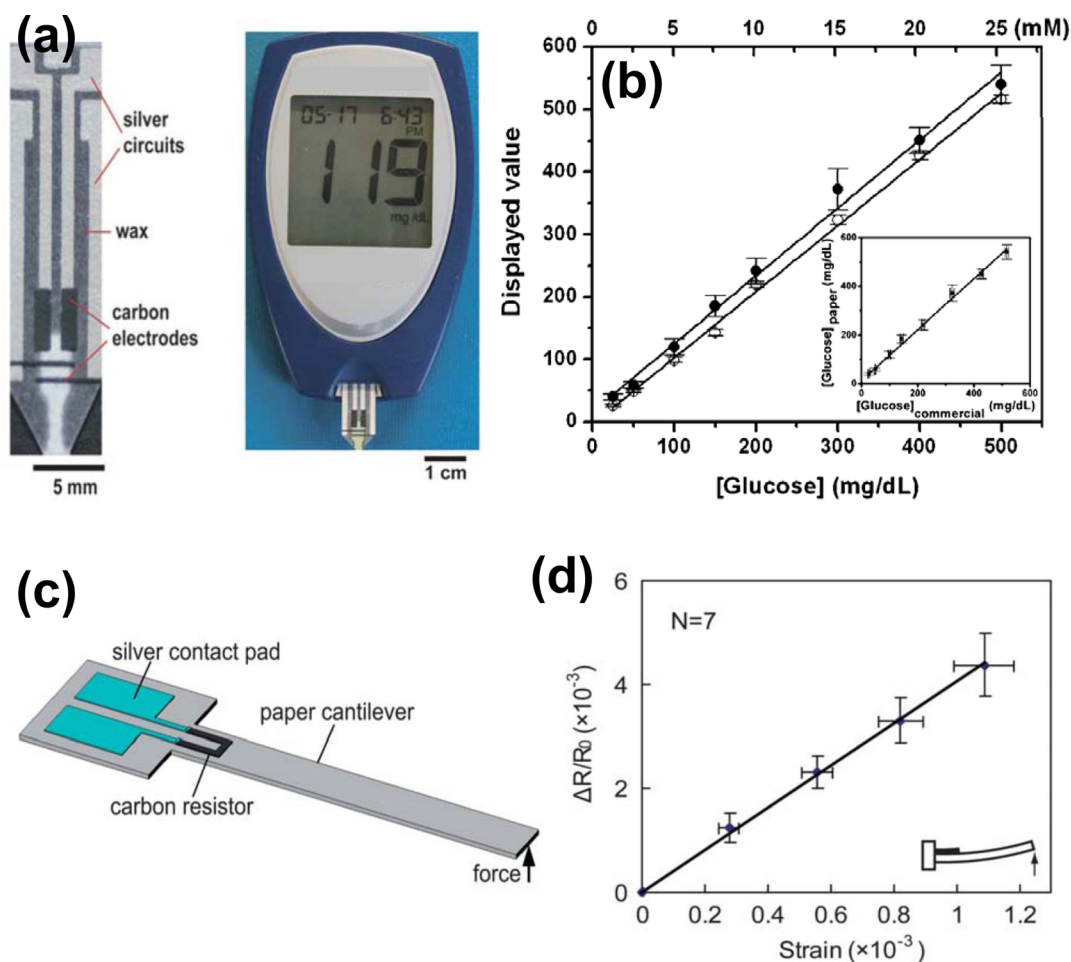 (a)
silver
circuits
wax
carbon
electrodes
5 mm
05-17 6:43
PM
119
mg/dL
1 cm
(b)
1 5 10 15 20 25 (mM)
600
500
400
300
200
100
0
Displayed value
0 100 200 300 400 500
[Glucose] (mg/dL)
[Glucose]paper (mg/dL)
600
400
200
0
0 200 400 600
[Glucose]commercial (mg/dL)
(c)
silver contact pad
paper cantilever
carbon resistor
force
(d)
N=7
6
4
2
0
ΔR/R0 (×10-3)
0 0.2 0.4 0.6 0.8 1 1.2
Strain (×10-3)